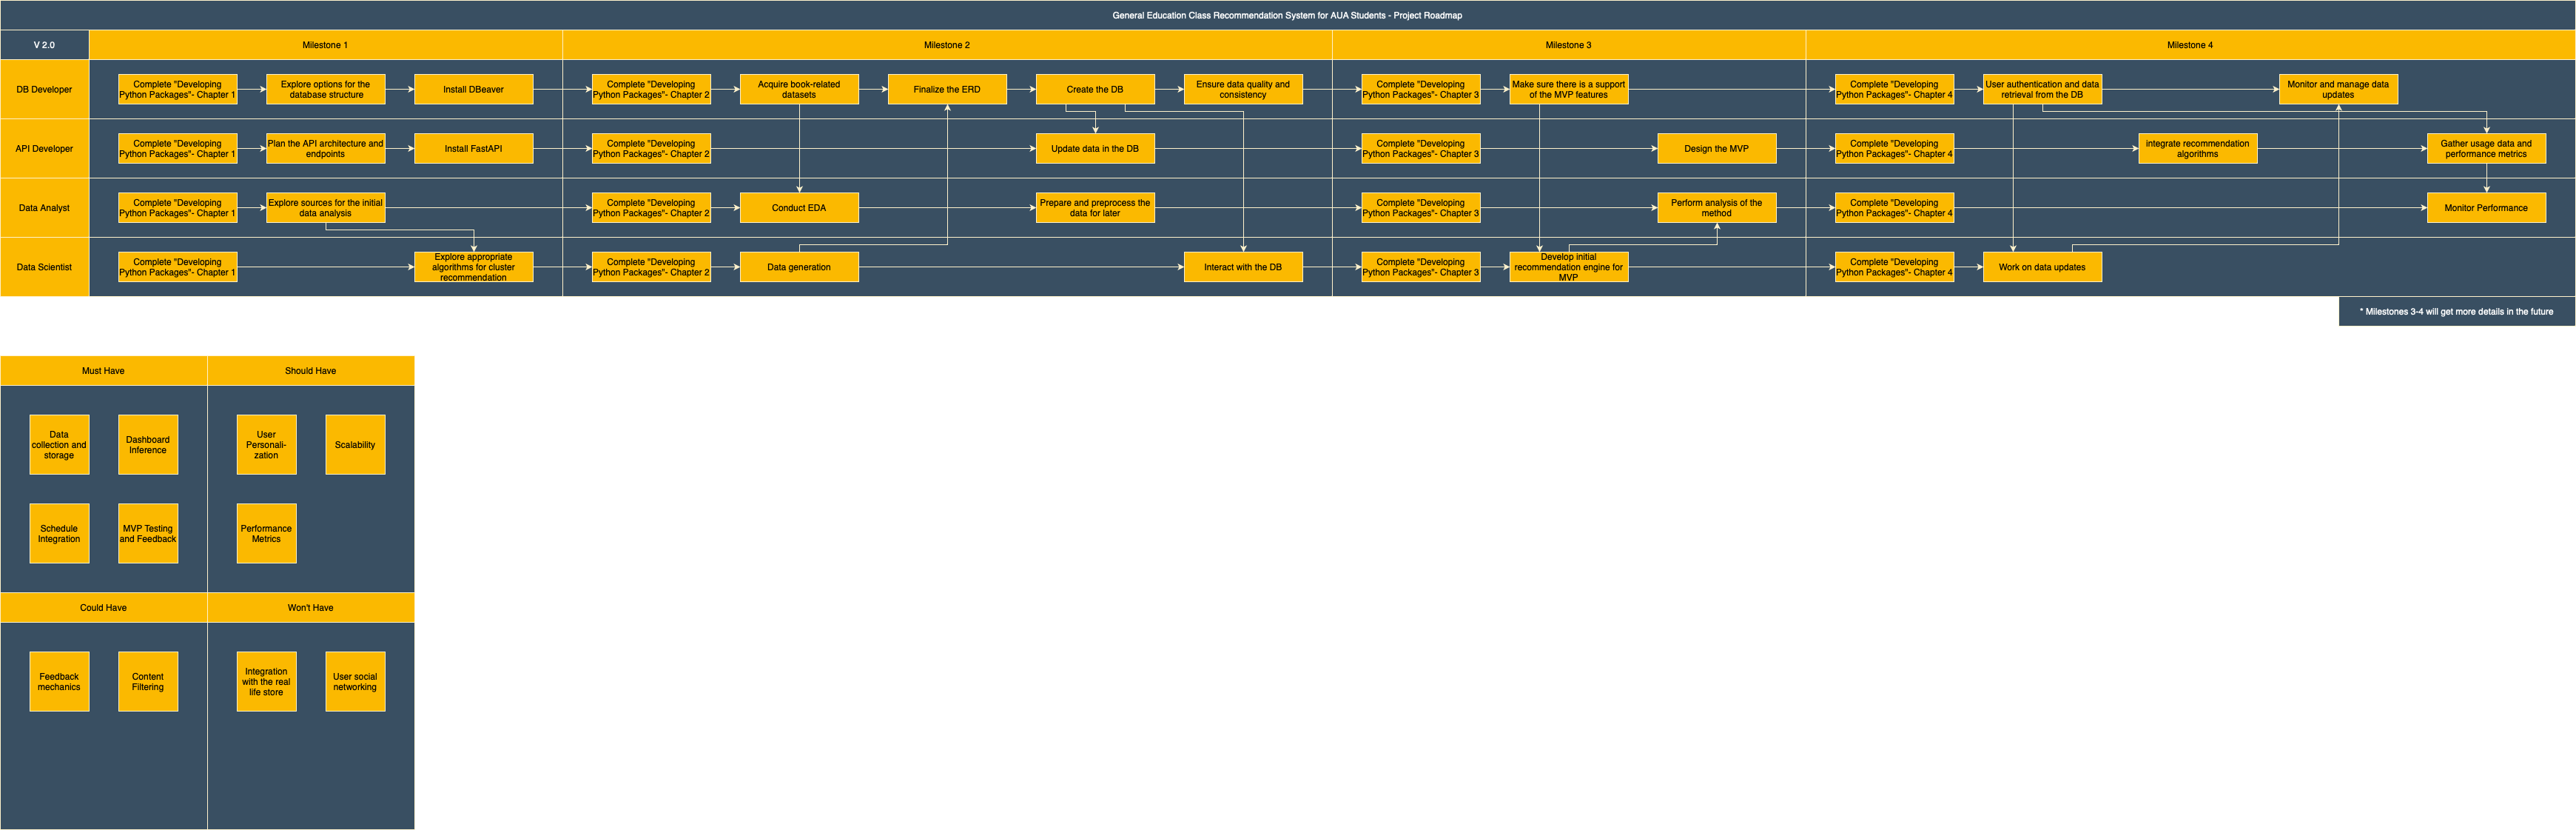 General Education Class Recommendation System for AUA Students - Project Roadmap
V 2.0
Milestone 1
Milestone 2
Milestone 3
Milestone 4
DB Developer
Complete "Developing
Python Packages"- Chapter 1
Explore options for the
database structure
Install DBeaver
Complete "Developing
Python Packages"- Chapter 2
Acquire book-related
datasets
Finalize the ERD
Create the DB
Ensure data quality and
consistency
Complete "Developing
Python Packages"- Chapter 3
Make sure there is a support
of the MVP features
Complete "Developing
Python Packages"- Chapter 4
User authentication and data
retrieval from the DB
Monitor and manage data
updates
API Developer
Complete "Developing
Python Packages"- Chapter 1
Plan the API architecture and
endpoints
Install FastAPI
Complete "Developing
Python Packages"- Chapter 2
Update data in the DB
Complete "Developing
Python Packages"- Chapter 3
Design the MVP
Complete "Developing
Python Packages"- Chapter 4
integrate recommendation
algorithms
Gather usage data and
performance metrics
Data Analyst
Complete "Developing
Python Packages"- Chapter 1
Explore sources for the initial
data analysis
Complete "Developing
Python Packages"- Chapter 2
Conduct EDA
Prepare and preprocess the
data for later
Complete "Developing
Python Packages"- Chapter 3
Perform analysis of the
method
Complete "Developing
Python Packages"- Chapter 4
Monitor Performance
Data Scientist
Complete "Developing
Python Packages"- Chapter 1
Explore appropriate
algorithms for cluster
recommendation
Complete "Developing
Python Packages"- Chapter 2
Data generation
Interact with the DB
Complete "Developing
Python Packages"- Chapter 3
Develop initial
recommendation engine for
MVP
Complete "Developing
Python Packages"- Chapter 4
Work on data updates
* Milestones 3-4 will get more details in the future
Must Have
Should Have
Data
collection and
storage
Dashboard
Inference
User
Personali-
zation
Scalability
Schedule
Integration
MVP Testing
and Feedback
Performance
Metrics
Could Have
Won't Have
Feedback
mechanics
Content
Filtering
Integration
with the real
life store
User social
networking